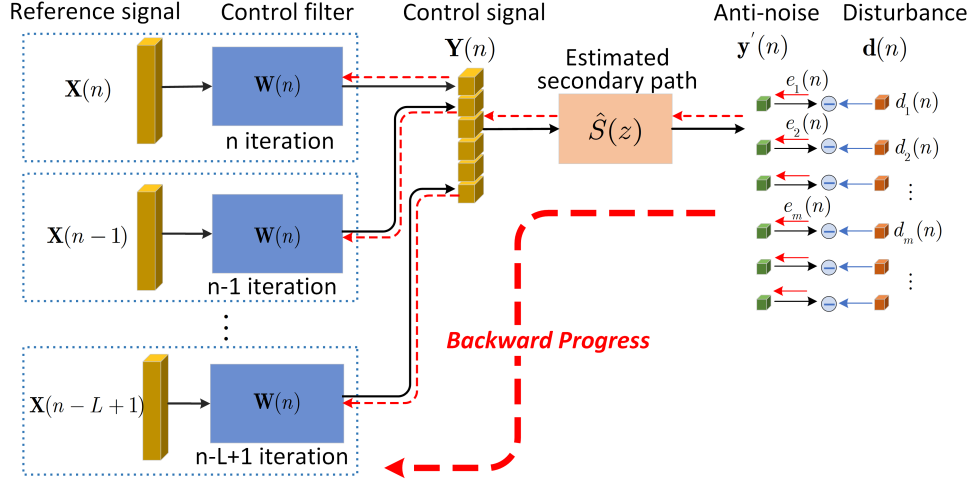 Reference signal
Control filter
Control signal
Anti-noise
Disturbance
Y(n)
y′(n)
d(n)
Estimated
secondary path
X(n)
W(n)
n iteration
Ŝ(z)
e₁(n)
d₁(n)
e₂(n)
d₂(n)
⋮
eₘ(n)
dₘ(n)
⋮
X(n − 1)
W(n)
n-1 iteration
⋮
Backward Progress
X(n − L + 1)
W(n)
n-L+1 iteration